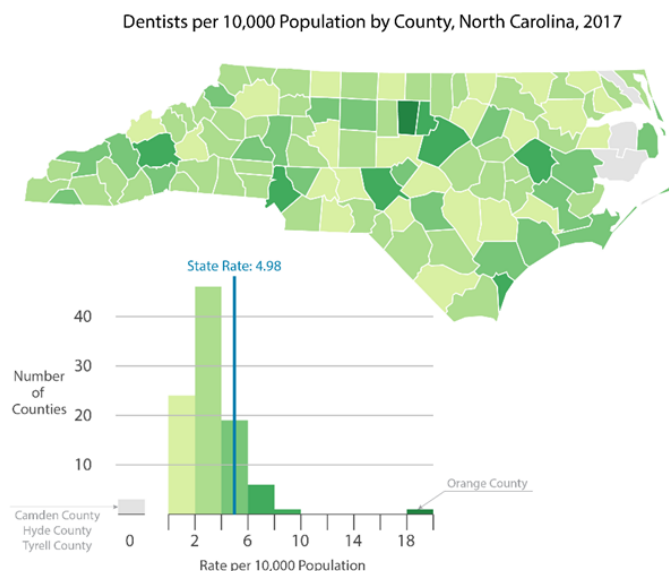 Dentists per 10,000 Population by County, North Carolina, 2017
State Rate: 4.98
40
30
20
10
Number
of
Counties
Orange County
Camden County
Hyde County
Tyrell County
0 2 6 10 14 18
Rate per 10,000 Population